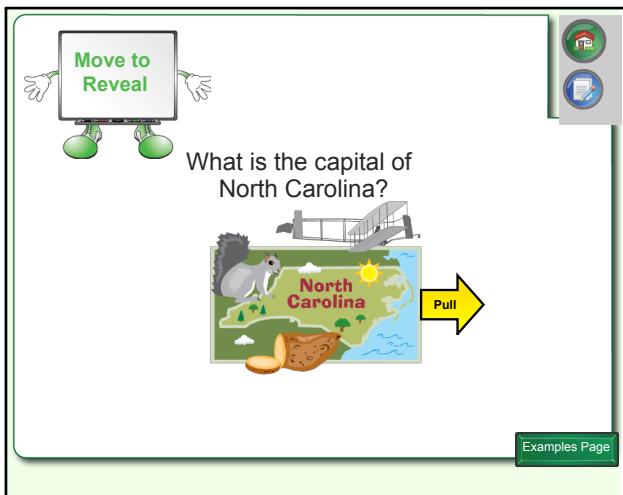 Move to
Reveal
What is the capital of
North Carolina?
North
Carolina
Pull
Examples Page